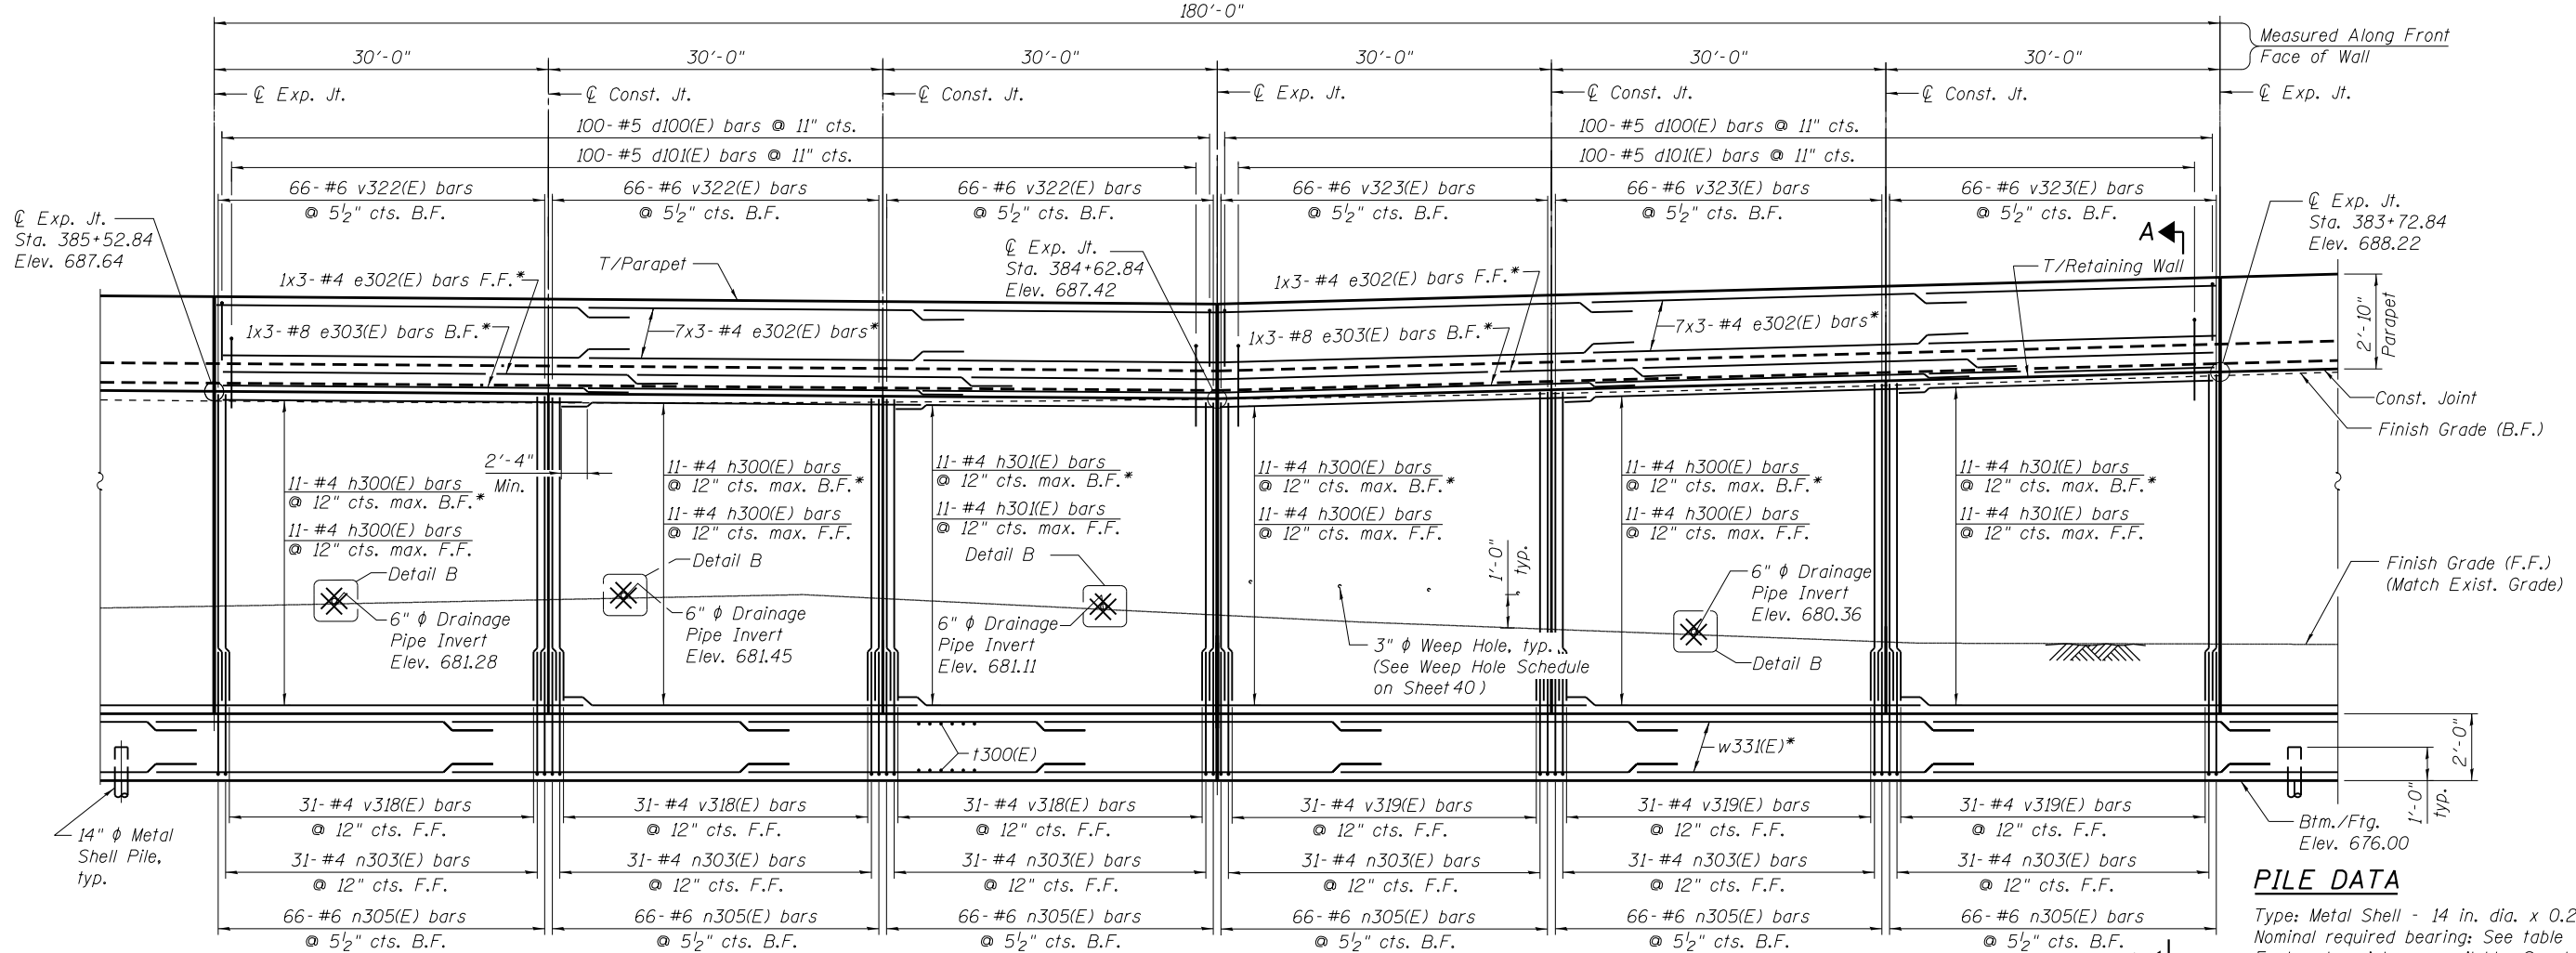 180'-0"
Measured Along Front
Face of Wall
30'-0"
30'-0"
30'-0"
30'-0"
30'-0"
30'-0"
℄ Exp. Jt.
℄ Const. Jt.
℄ Const. Jt.
℄ Exp. Jt.
℄ Const. Jt.
℄ Const. Jt.
℄ Exp. Jt.
100-#5 d100(E) bars @ 11" cts.
100-#5 d100(E) bars @ 11" cts.
100-#5 d101(E) bars @ 11" cts.
100-#5 d101(E) bars @ 11" cts.
66-#6 v322(E) bars
@ 5½" cts. B.F.
66-#6 v322(E) bars
@ 5½" cts. B.F.
66-#6 v322(E) bars
@ 5½" cts. B.F.
66-#6 v323(E) bars
@ 5½" cts. B.F.
66-#6 v323(E) bars
@ 5½" cts. B.F.
66-#6 v323(E) bars
@ 5½" cts. B.F.
℄ Exp. Jt.
Sta. 385+52.84
Elev. 687.64
℄ Exp. Jt.
Sta. 384+62.84
Elev. 687.42
℄ Exp. Jt.
Sta. 383+72.84
Elev. 688.22
A
T/Parapet
T/Retaining Wall
1x3-#4 e302(E) bars F.F.*
1x3-#8 e303(E) bars B.F.*
7x3-#4 e302(E) bars*
1x3-#4 e302(E) bars F.F.*
1x3-#8 e303(E) bars B.F.*
7x3-#4 e302(E) bars*
2'-10"
Parapet
Const. Joint
Finish Grade (B.F.)
2'-4"
Min.
11-#4 h300(E) bars
@ 12" cts. max. B.F.*
11-#4 h300(E) bars
@ 12" cts. max. F.F.
11-#4 h300(E) bars
@ 12" cts. max. B.F.*
11-#4 h300(E) bars
@ 12" cts. max. F.F.
11-#4 h301(E) bars
@ 12" cts. max. B.F.*
11-#4 h301(E) bars
@ 12" cts. max. F.F.
11-#4 h300(E) bars
@ 12" cts. max. B.F.*
11-#4 h300(E) bars
@ 12" cts. max. F.F.
11-#4 h300(E) bars
@ 12" cts. max. B.F.*
11-#4 h300(E) bars
@ 12" cts. max. F.F.
11-#4 h301(E) bars
@ 12" cts. max. B.F.*
11-#4 h301(E) bars
@ 12" cts. max. F.F.
Detail B
6" ϕ Drainage
Pipe Invert
Elev. 681.28
Detail B
6" ϕ Drainage
Pipe Invert
Elev. 681.45
Detail B
6" ϕ Drainage
Pipe Invert
Elev. 681.11
1'-0"
typ.
3" ϕ Weep Hole, typ.
(See Weep Hole Schedule
on Sheet 40)
6" ϕ Drainage
Pipe Invert
Elev. 680.36
Detail B
Finish Grade (F.F.)
(Match Exist. Grade)
t300(E)
w331(E)*
2'-0"
1'-0"
typ.
14" ϕ Metal
Shell Pile,
typ.
Btm./Ftg.
Elev. 676.00
31-#4 v318(E) bars
@ 12" cts. F.F.
31-#4 v318(E) bars
@ 12" cts. F.F.
31-#4 v318(E) bars
@ 12" cts. F.F.
31-#4 v319(E) bars
@ 12" cts. F.F.
31-#4 v319(E) bars
@ 12" cts. F.F.
31-#4 v319(E) bars
@ 12" cts. F.F.
31-#4 n303(E) bars
@ 12" cts. F.F.
31-#4 n303(E) bars
@ 12" cts. F.F.
31-#4 n303(E) bars
@ 12" cts. F.F.
31-#4 n303(E) bars
@ 12" cts. F.F.
31-#4 n303(E) bars
@ 12" cts. F.F.
31-#4 n303(E) bars
@ 12" cts. F.F.
66-#6 n305(E) bars
@ 5½" cts. B.F.
66-#6 n305(E) bars
@ 5½" cts. B.F.
66-#6 n305(E) bars
@ 5½" cts. B.F.
66-#6 n305(E) bars
@ 5½" cts. B.F.
66-#6 n305(E) bars
@ 5½" cts. B.F.
66-#6 n305(E) bars
@ 5½" cts. B.F.
PILE DATA
Type: Metal Shell - 14 in. dia. x 0.2
Nominal required bearing: See table